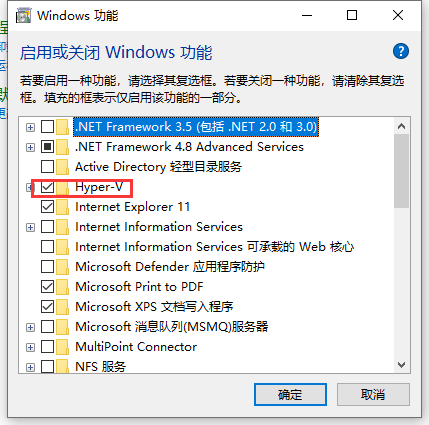 Windows 功能
启用或关闭 Windows 功能
若要启用一种功能，请选择其复选框。若要关闭一种功能，请清除其复选
框。填充的框表示仅启用该功能的一部分。
.NET Framework 3.5 (包括 .NET 2.0 和 3.0)
.NET Framework 4.8 Advanced Services
Active Directory 轻型目录服务
Hyper-V
Internet Explorer 11
Internet Information Services
Internet Information Services 可承载的 Web 核心
Microsoft Defender 应用程序防护
Microsoft Print to PDF
Microsoft XPS 文档写入程序
Microsoft 消息队列(MSMQ)服务器
MultiPoint Connector
NFS 服务
确定
取消